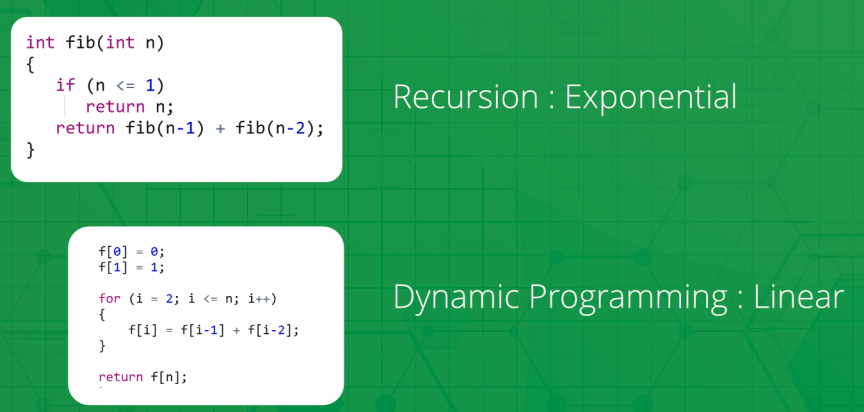 int fib(int n)
{
if (n <= 1)
return n;
return fib(n-1) + fib(n-2);
}
Recursion : Exponential
f[0] = 0;
f[1] = 1;
for (i = 2; i <= n; i++)
{
f[i] = f[i-1] + f[i-2];
}
return f[n];
Dynamic Programming : Linear